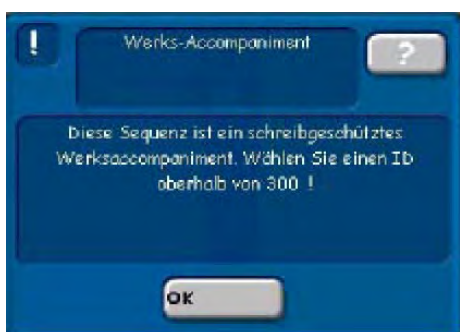 !
Werks-Accompaniment
?
Diese Sequenz ist ein schreibgeschütztes
Werksaccompaniment. Wählen Sie einen ID
oberhalb von 300 !
OK